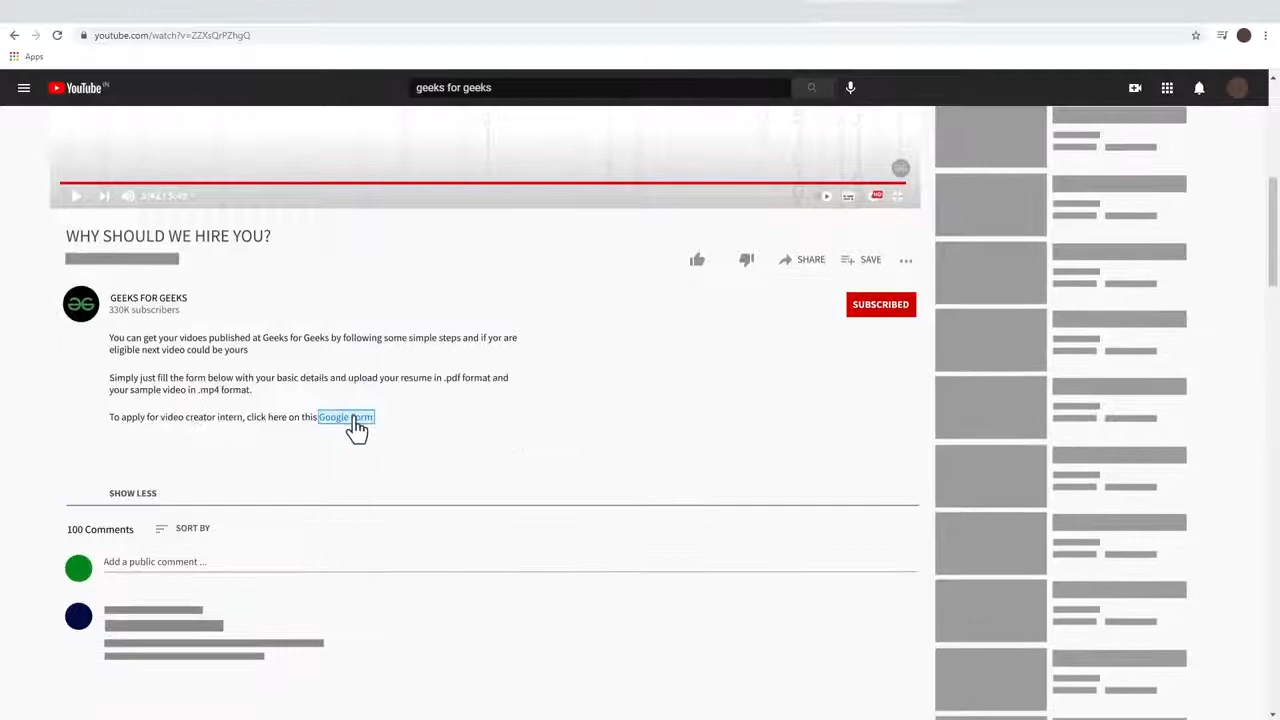 youtube.com/watch?v=ZZXsQrPZhgQ
Apps
YouTube IN
geeks for geeks
HD
WHY SHOULD WE HIRE YOU?
SHARE
SAVE
GEEKS FOR GEEKS
330K subscribers
SUBSCRIBED
You can get your vidoes published at Geeks for Geeks by following some simple steps and if yor are
eligible next video could be yours
Simply just fill the form below with your basic details and upload your resume in .pdf format and
your sample video in .mp4 format.
To apply for video creator intern, click here on this Google Form
SHOW LESS
100 Comments
SORT BY
Add a public comment ...